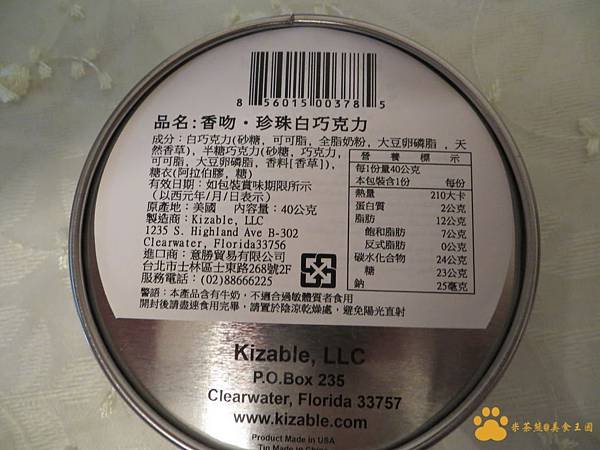 8 56015 00378 5
品名:香吻・珍珠白巧克力
成分：白巧克力(砂糖, 可可脂, 全脂奶粉, 大豆卵磷脂 , 天
然香草), 半糖巧克力(砂糖, 巧克力,
可可脂, 大豆卵磷脂, 香料[香草]),
糖衣(阿拉伯膠, 糖)
有效日期：如包裝賞味期限所示
（以西元年/月/日表示）
原產地：美國　內容量：40公克
製造商：Kizable, LLC
1235 S. Highland Ave B-302
Clearwater, Florida33756
進口商：意勝貿易有限公司
台北市士林區士東路268號2F
服務電話：(02)88666225
營養標示
每1份量40公克
本包裝含1份 每份
熱量 210大卡
蛋白質 2公克
脂肪 12公克
飽和脂肪 7公克
反式脂肪 0公克
碳水化合物 24公克
糖 23公克
鈉 25毫克
警語：本產品含有牛奶，不適合過敏體質者食用
開封後請盡速食用完畢，請置於陰涼乾燥處，避免陽光直射
Kizable, LLC
P.O.Box 235
Clearwater, Florida 33757
www.kizable.com
Product Made in USA
Tin Made in China
米茶熊@美食王國